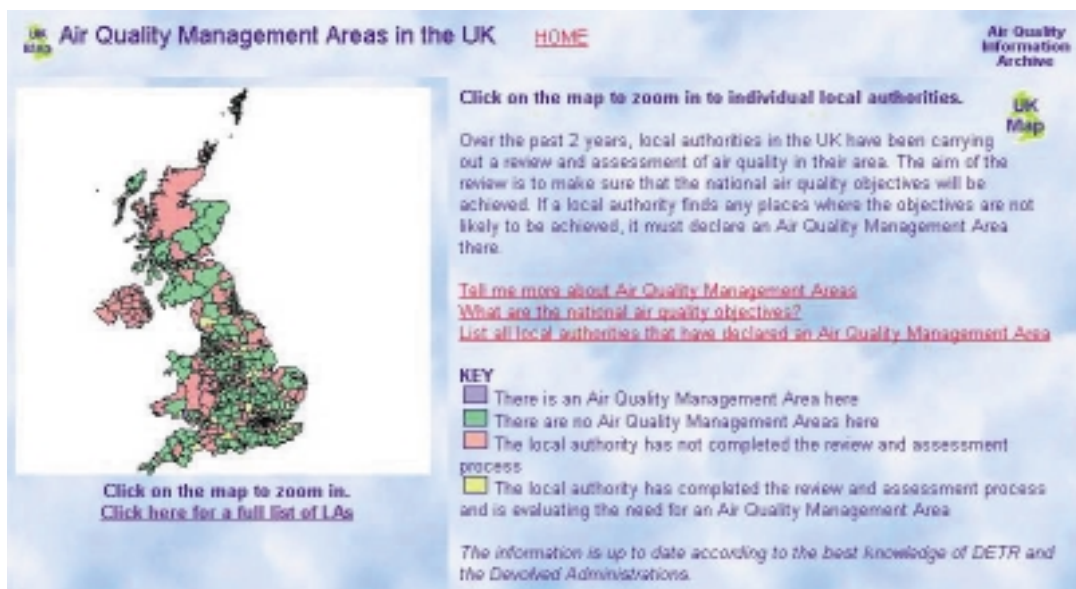 UK
Map
Air Quality Management Areas in the UK
HOME
Air Quality
Information
Archive
Click on the map to zoom in.
Click here for a full list of LAs
Click on the map to zoom in to individual local authorities.
UK
Map
Over the past 2 years, local authorities in the UK have been carrying
out a review and assessment of air quality in their area. The aim of the
review is to make sure that the national air quality objectives will be
achieved. If a local authority finds any places where the objectives are not
likely to be achieved, it must declare an Air Quality Management Area
there.
Tell me more about Air Quality Management Areas
What are the national air quality objectives?
List all local authorities that have declared an Air Quality Management Area
KEY
There is an Air Quality Management Area here
There are no Air Quality Management Areas here
The local authority has not completed the review and assessment
process
The local authority has completed the review and assessment process
and is evaluating the need for an Air Quality Management Area
The information is up to date according to the best knowledge of DETR and
the Devolved Administrations.